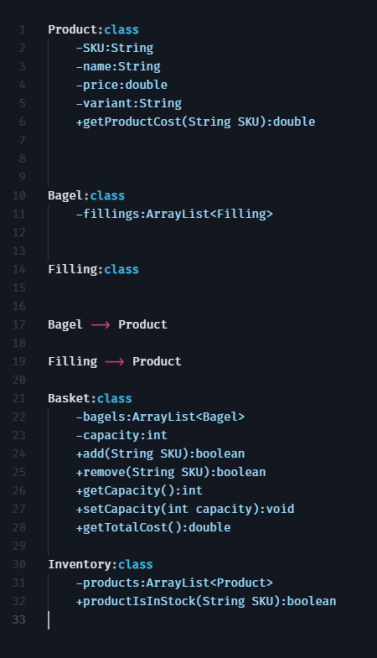 1 Product:class
2 -SKU:String
3 -name:String
4 -price:double
5 -variant:String
6 +getProductCost(String SKU):double
7
8
9
10 Bagel:class
11 -fillings:ArrayList<Filling>
12
13
14 Filling:class
15
16
17 Bagel ⟶ Product
18
19 Filling ⟶ Product
20
21 Basket:class
22 -bagels:ArrayList<Bagel>
23 -capacity:int
24 +add(String SKU):boolean
25 +remove(String SKU):boolean
26 +getCapacity():int
27 +setCapacity(int capacity):void
28 +getTotalCost():double
29
30 Inventory:class
31 -products:ArrayList<Product>
32 +productIsInStock(String SKU):boolean
33